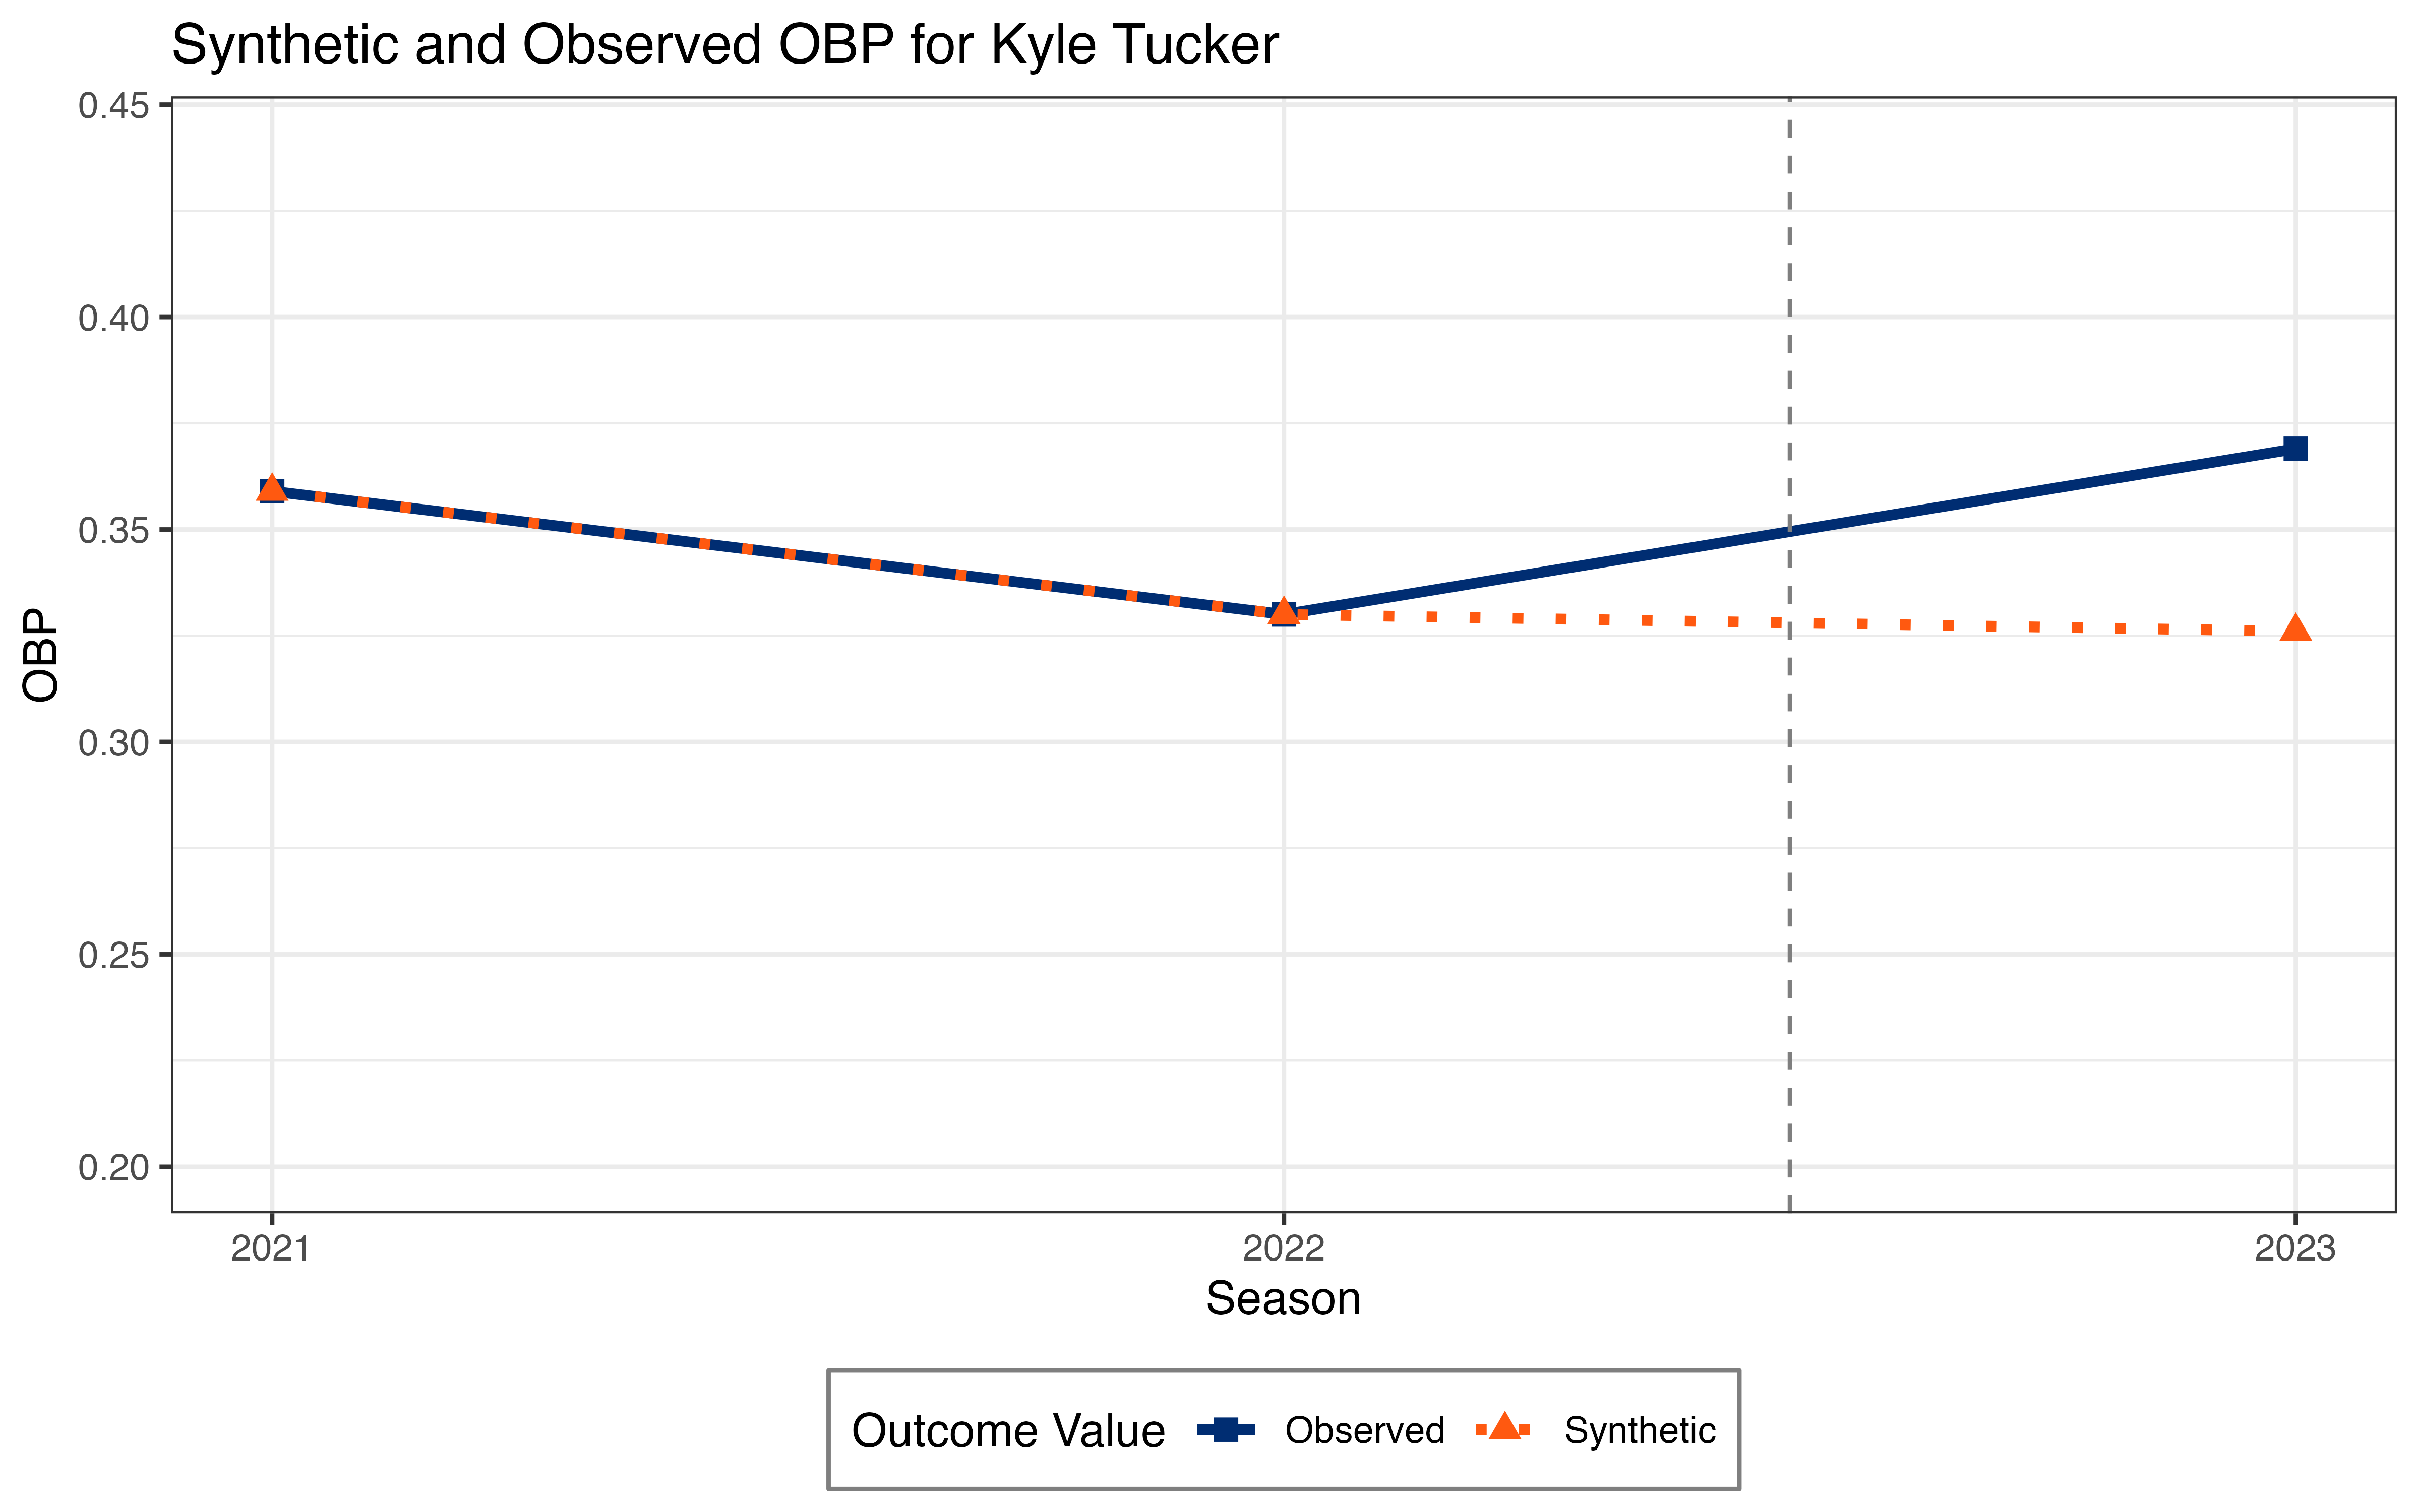 Synthetic and Observed OBP for Kyle Tucker
0.45
0.40
0.35
0.30
0.25
0.20
OBP
2021 2022 2023
Season
Outcome Value Observed Synthetic